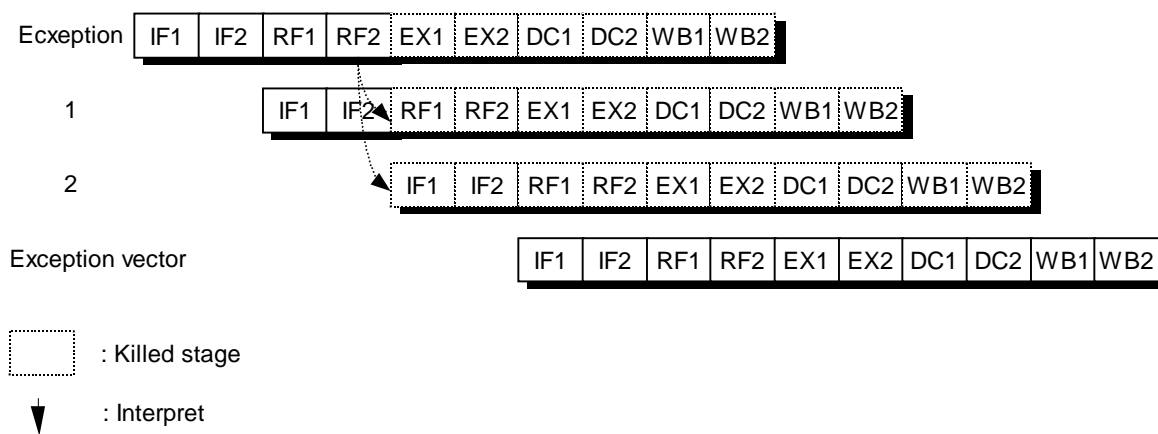 Ecxeption IF1 IF2 RF1 RF2 EX1 EX2 DC1 DC2 WB1 WB2
1 IF1 IF2 RF1 RF2 EX1 EX2 DC1 DC2 WB1 WB2
2 IF1 IF2 RF1 RF2 EX1 EX2 DC1 DC2 WB1 WB2
Exception vector IF1 IF2 RF1 RF2 EX1 EX2 DC1 DC2 WB1 WB2
: Killed stage
: Interpret